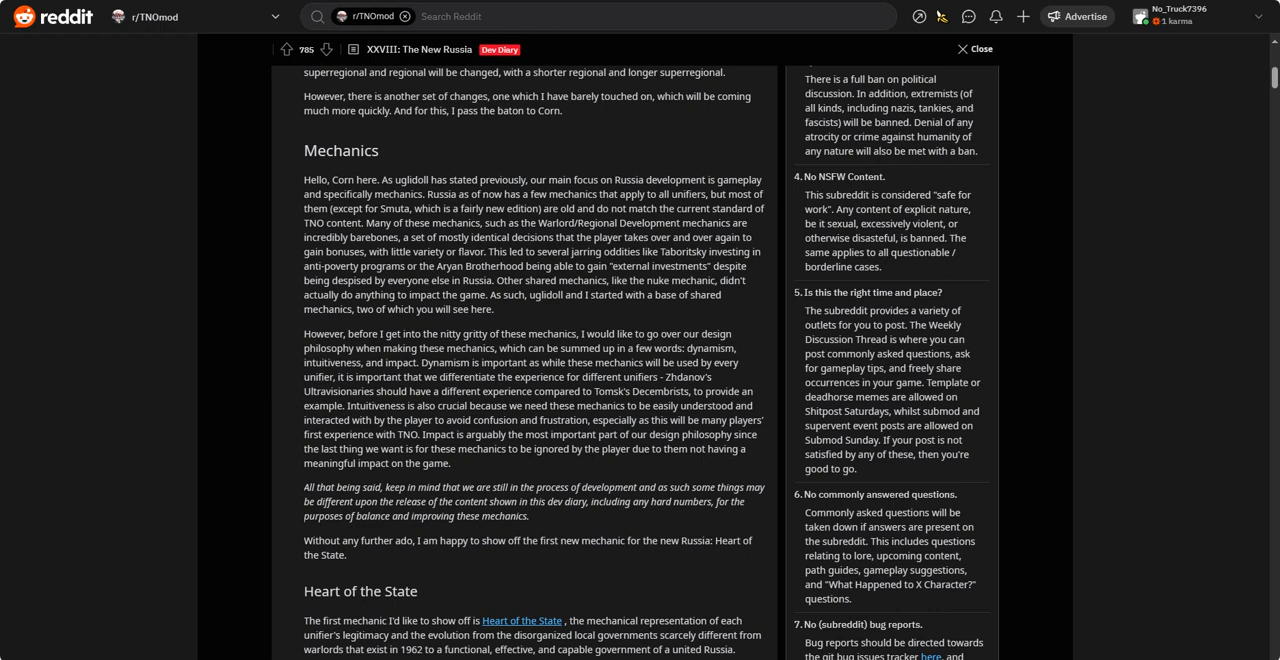 reddit
r/TNOmod
r/TNOmod
Search Reddit
Advertise
No_Truck7396
1 karma
785
XXVIII: The New Russia
Dev Diary
Close
superregional and regional will be changed, with a shorter regional and longer superregional.
However, there is another set of changes, one which I have barely touched on, which will be coming
much more quickly. And for this, I pass the baton to Corn.
Mechanics
Hello, Corn here. As uglidoll has stated previously, our main focus on Russia development is gameplay
and specifically mechanics. Russia as of now has a few mechanics that apply to all unifiers, but most of
them (except for Smuta, which is a fairly new edition) are old and do not match the current standard of
TNO content. Many of these mechanics, such as the Warlord/Regional Development mechanics are
incredibly barebones, a set of mostly identical decisions that the player takes over and over again to
gain bonuses, with little variety or flavor. This led to several jarring oddities like Taboritsky investing in
anti-poverty programs or the Aryan Brotherhood being able to gain "external investments" despite
being despised by everyone else in Russia. Other shared mechanics, like the nuke mechanic, didn't
actually do anything to impact the game. As such, uglidoll and I started with a base of shared
mechanics, two of which you will see here.
However, before I get into the nitty gritty of these mechanics, I would like to go over our design
philosophy when making these mechanics, which can be summed up in a few words: dynamism,
intuitiveness, and impact. Dynamism is important as while these mechanics will be used by every
unifier, it is important that we differentiate the experience for different unifiers - Zhdanov's
Ultravisionaries should have a different experience compared to Tomsk's Decembrists, to provide an
example. Intuitiveness is also crucial because we need these mechanics to be easily understood and
interacted with by the player to avoid confusion and frustration, especially as this will be many players’
first experience with TNO. Impact is arguably the most important part of our design philosophy since
the last thing we want is for these mechanics to be ignored by the player due to them not having a
meaningful impact on the game.
All that being said, keep in mind that we are still in the process of development and as such some things may
be different upon the release of the content shown in this dev diary, including any hard numbers, for the
purposes of balance and improving these mechanics.
Without any further ado, I am happy to show off the first new mechanic for the new Russia: Heart of
the State.
Heart of the State
The first mechanic I'd like to show off is Heart of the State , the mechanical representation of each
unifier's legitimacy and the evolution from the disorganized local governments scarcely different from
warlords that exist in 1962 to a functional, effective, and capable government of a united Russia.
There is a full ban on political
discussion. In addition, extremists (of
all kinds, including nazis, tankies, and
fascists) will be banned. Denial of any
atrocity or crime against humanity of
any nature will also be met with a ban.
4. No NSFW Content.
This subreddit is considered "safe for
work". Any content of explicit nature,
be it sexual, excessively violent, or
otherwise disasteful, is banned. The
same applies to all questionable /
borderline cases.
5. Is this the right time and place?
The subreddit provides a variety of
outlets for you to post. The Weekly
Discussion Thread is where you can
post commonly asked questions, ask
for gameplay tips, and freely share
occurrences in your game. Template or
deadhorse memes are allowed on
Shitpost Saturdays, whilst submod and
supervent event posts are allowed on
Submod Sunday. If your post is not
satisfied by any of these, then you're
good to go.
6. No commonly answered questions.
Commonly asked questions will be
taken down if answers are present on
the subreddit. This includes questions
relating to lore, upcoming content,
path guides, gameplay suggestions,
and "What Happened to X Character?"
questions.
7. No (subreddit) bug reports.
Bug reports should be directed towards
the git bug issues tracker here, and